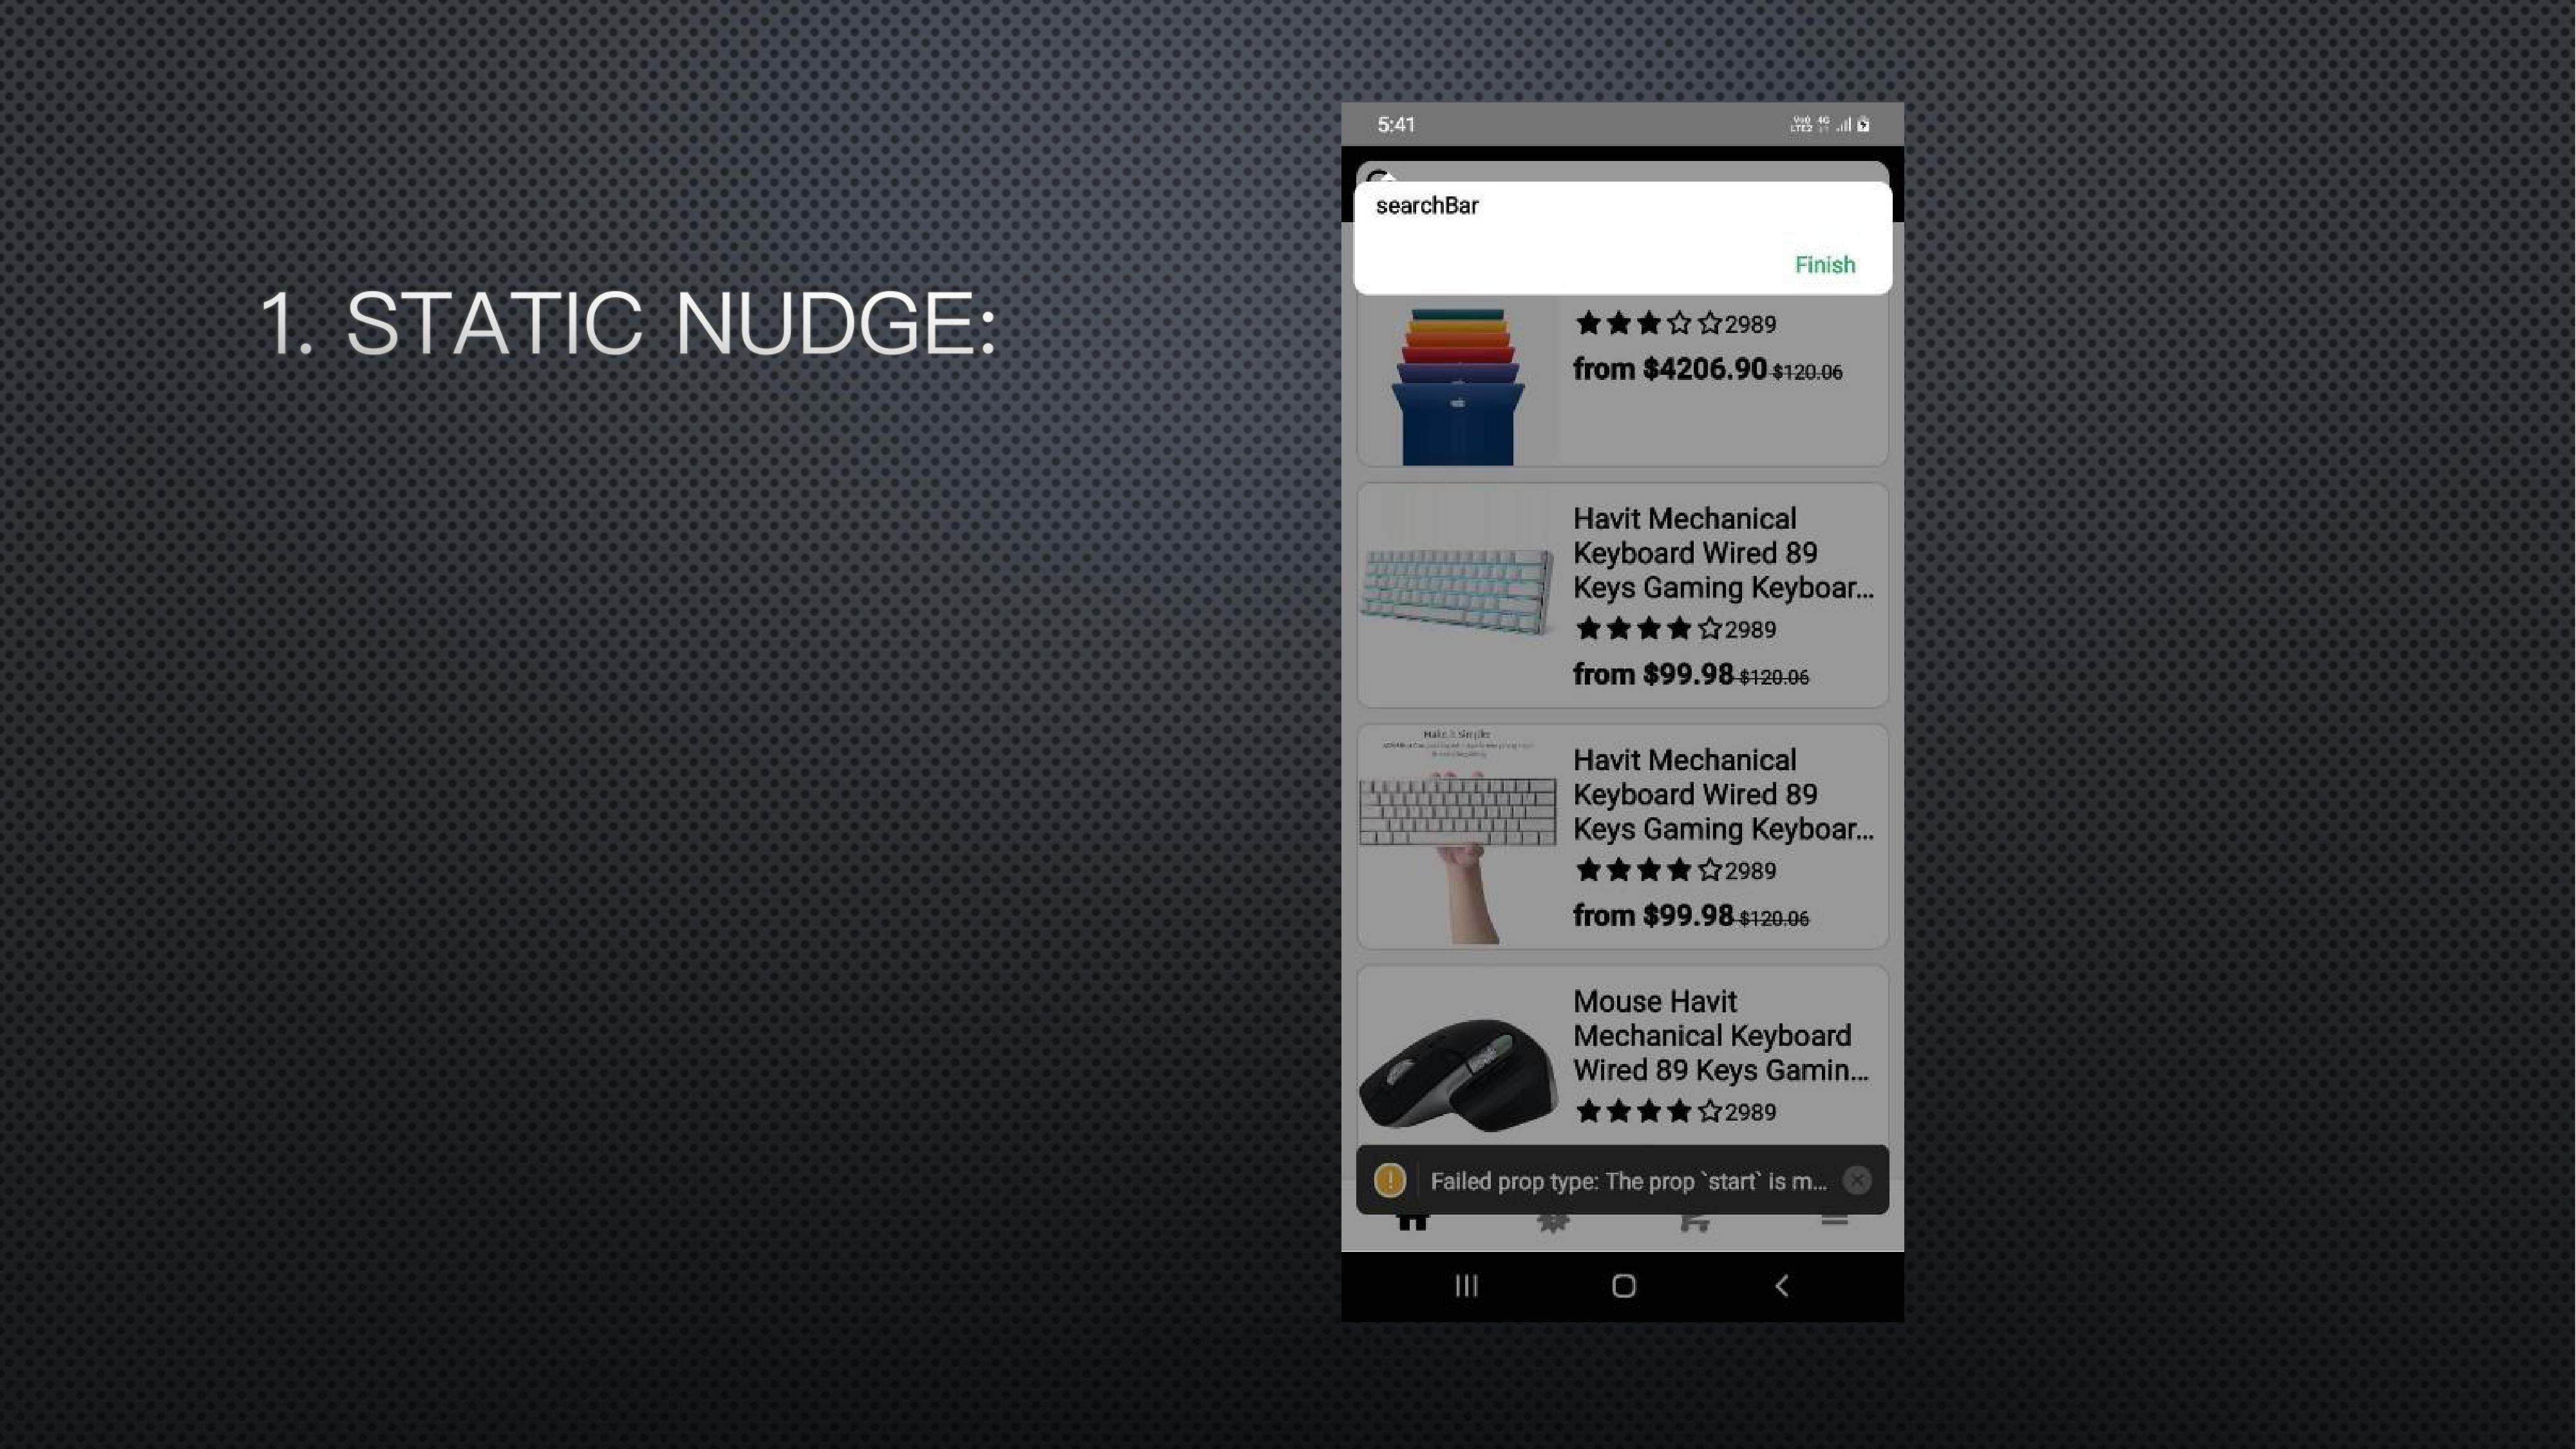 1. STATIC NUDGE:
5:41
searchBar
Finish
2989
from $4206.90 $120.06
Havit Mechanical
Keyboard Wired 89
Keys Gaming Keyboar...
2989
from $99.98 $120.06
Make it Simpler
Havit Mechanical
Keyboard Wired 89
Keys Gaming Keyboar...
2989
from $99.98 $120.06
Mouse Havit
Mechanical Keyboard
Wired 89 Keys Gamin...
2989
Failed prop type: The prop `start` is m...